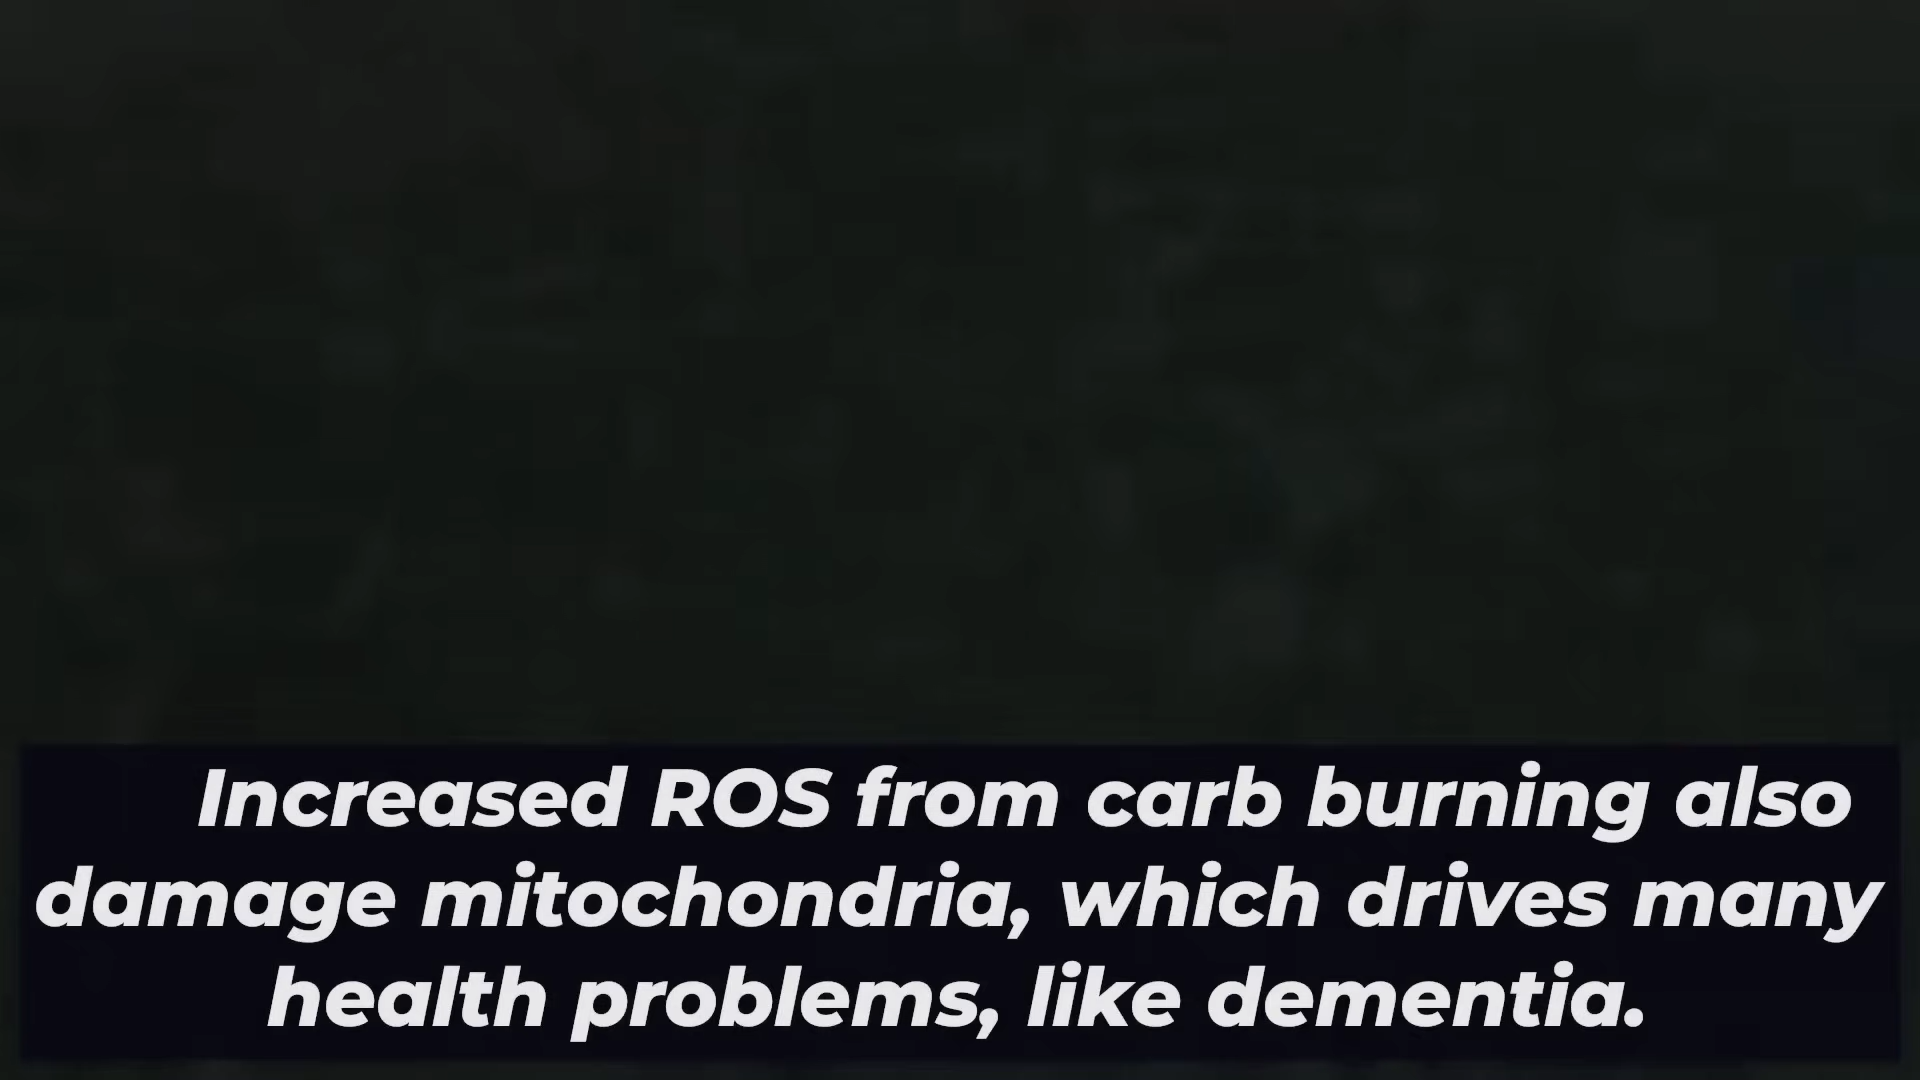 Increased ROS from carb burning also
damage mitochondria, which drives many
health problems, like dementia.